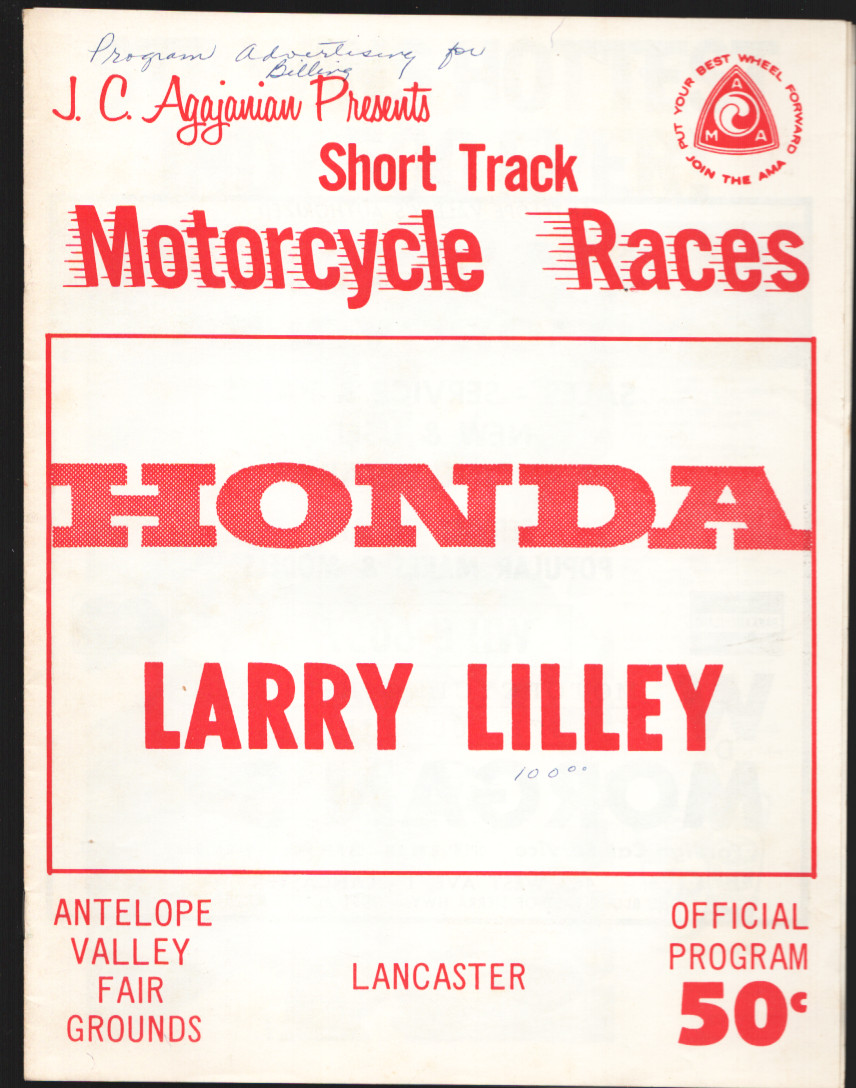 Program Advertising for
Billing
J. C. Agajanian Presents
PUT YOUR BEST WHEEL FORWARD
A
M A
JOIN THE AMA
Short Track
Motorcycle Races
HONDA
LARRY LILLEY
100⁰⁰
ANTELOPE
VALLEY
FAIR
GROUNDS
LANCASTER
OFFICIAL
PROGRAM
50¢